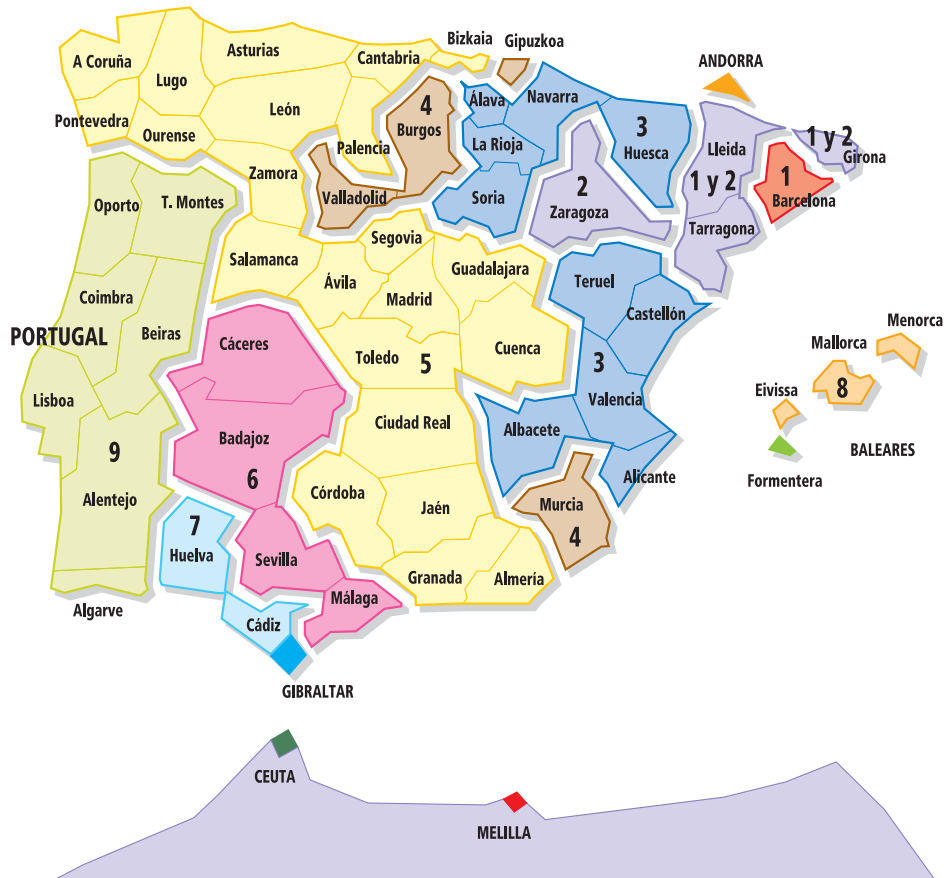 Bizkaia
Gipuzkoa
Asturias
Cantabria
A Coruña
Lugo
ANDORRA
León
Álava
Navarra
4
Burgos
Pontevedra
Ourense
Palencia
La Rioja
3
Huesca
Lleida
1 y 2
1 y 2
Girona
Zamora
Valladolid
Soria
2
Zaragoza
1
Barcelona
Oporto
T. Montes
Tarragona
Segovia
Salamanca
Ávila
Guadalajara
Madrid
Teruel
Coimbra
Castellón
PORTUGAL
Beiras
Cáceres
Toledo
5
Cuenca
3
Menorca
Mallorca
8
Eivissa
Lisboa
Valencia
Badajoz
Ciudad Real
Albacete
BALEARES
9
6
Alicante
Formentera
Alentejo
Córdoba
Jaén
Murcia
4
7
Huelva
Sevilla
Granada
Almería
Algarve
Málaga
Cádiz
GIBRALTAR
CEUTA
MELILLA